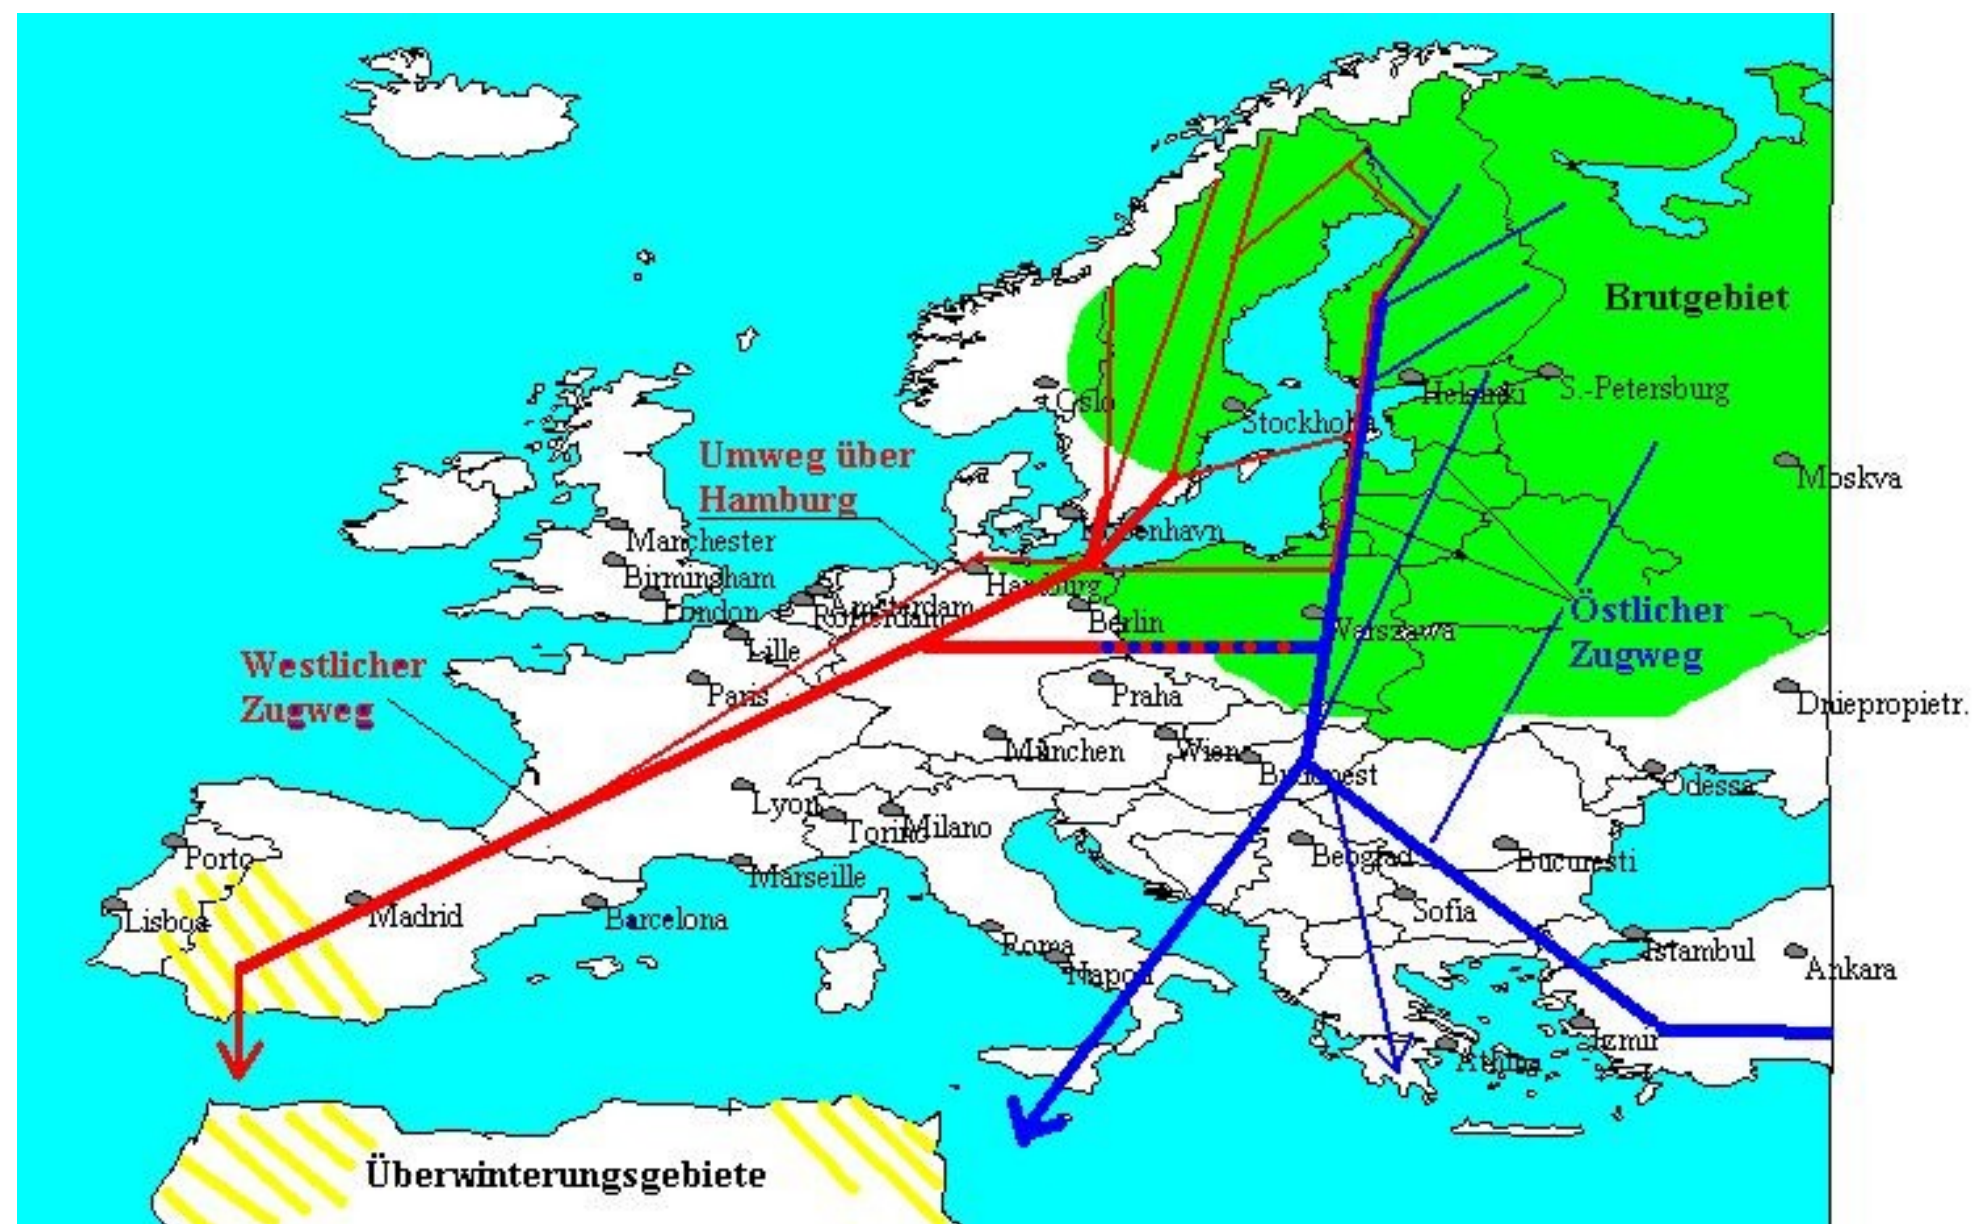 Brutgebiet
Oslo
Helsinki
S.-Petersburg
Stockholm
Umweg über
Hamburg
Moskva
København
Manchester
Birmingham
Hamburg
London
Amsterdam
Rotterdam
Berlin
Östlicher
Zugweg
Warszawa
Lille
Westlicher
Zugweg
Paris
Praha
Dniepropietr.
München
Wien
Budapest
Odessa
Lyon
Torino
Milano
Porto
Beograd
Bucuresti
Marseille
Lisboa
Madrid
Barcelona
Sofia
Roma
Istambul
Napoli
Ankara
Izmir
Athina
Überwinterungsgebiete